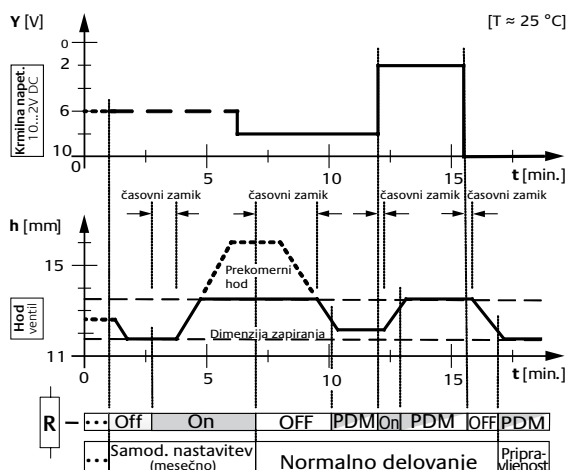 Y [V]
[T ≈ 25 °C]
Krmilna napet.
10...2V DC
0
2
6
10
5
10
15
t [min.]
časovni zamik
časovni zamik
časovni zamik
časovni zamik
h [mm]
Hod
ventil
15
11
Prekomerni
hod
Dimenzija zapiranja
0
5
10
15
t [min.]
R
Off
On
OFF
PDM
On
PDM
OFF
PDM
Samod. nastavitev
(mesečno)
Normalno delovanje
Pripra-
vljenost